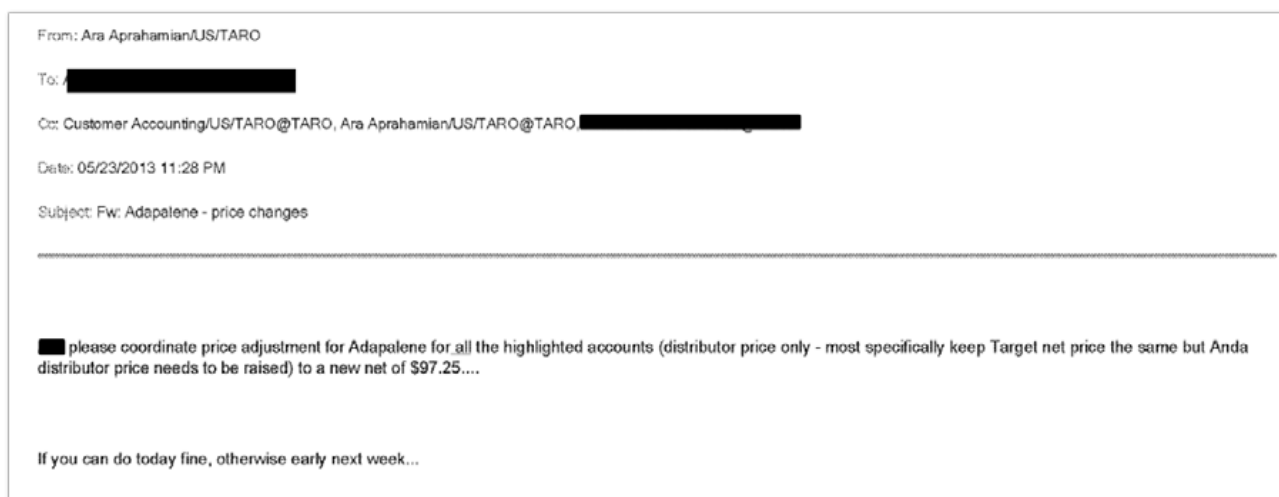 From: Ara Aprahamian/US/TARO
To:
Cc: Customer Accounting/US/TARO@TARO, Ara Aprahamian/US/TARO@TARO,
Date: 05/23/2013 11:28 PM
Subject: Fw: Adapalene - price changes
please coordinate price adjustment for Adapalene for all the highlighted accounts (distributor price only - most specifically keep Target net price the same but Anda
distributor price needs to be raised) to a new net of $97.25....
If you can do today fine, otherwise early next week...